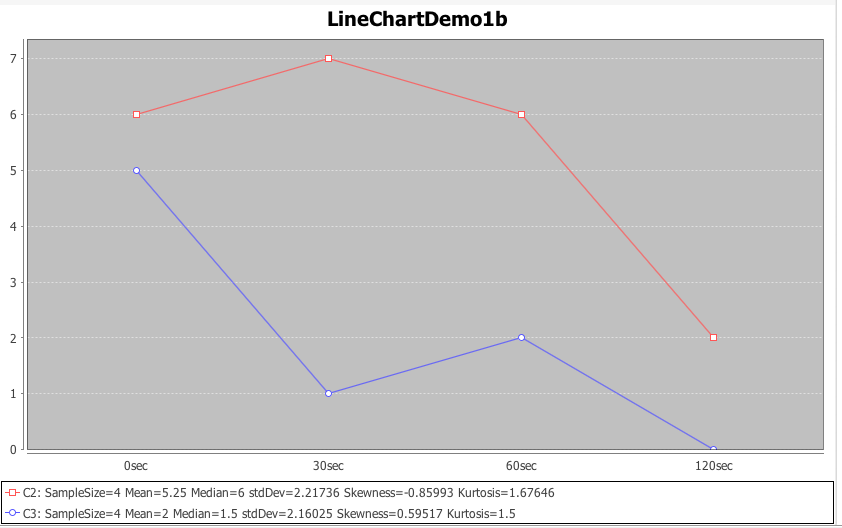 LineChartDemo1b
7
6
5
4
3
2
1
0
0sec 30sec 60sec 120sec
C2: SampleSize=4 Mean=5.25 Median=6 stdDev=2.21736 Skewness=-0.85993 Kurtosis=1.67646
C3: SampleSize=4 Mean=2 Median=1.5 stdDev=2.16025 Skewness=0.59517 Kurtosis=1.5